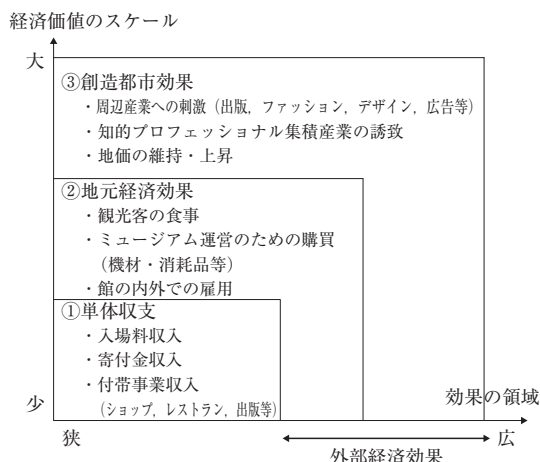 経済価値のスケール
大
③創造都市効果
・周辺産業への刺激（出版，ファッション，デザイン，広告等）
・知的プロフェッショナル集積産業の誘致
・地価の維持・上昇
②地元経済効果
・観光客の食事
・ミュージアム運営のための購買
（機材・消耗品等）
・館の内外での雇用
①単体収支
・入場料収入
・寄付金収入
・付帯事業収入
（ショップ，レストラン，出版等）
効果の領域
少
狭
広
外部経済効果